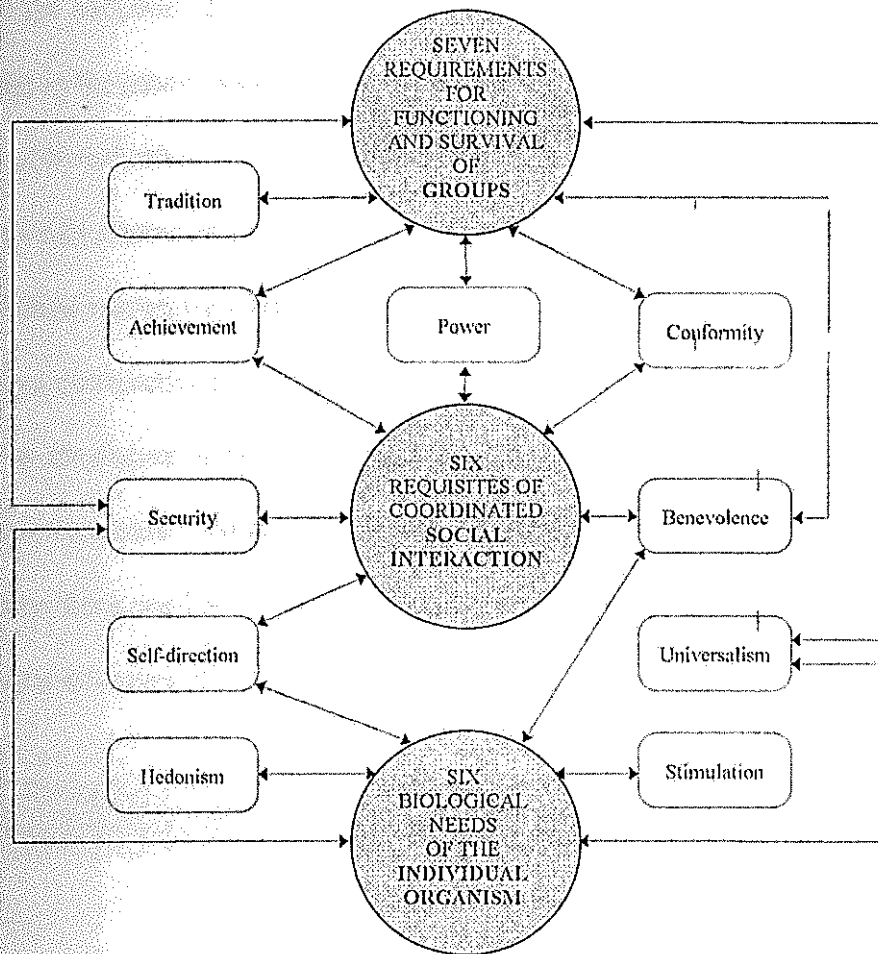 SEVEN
REQUIREMENTS
FOR
FUNCTIONING
AND SURVIVAL
OF
GROUPS
Tradition
Achievement
Power
Conformity
SIX
REQUISITES OF
COORDINATED
SOCIAL
INTERACTION
Security
Benevolence
Self-direction
Universalism
Hedonism
Stimulation
SIX
BIOLOGICAL
NEEDS
OF THE
INDIVIDUAL
ORGANISM